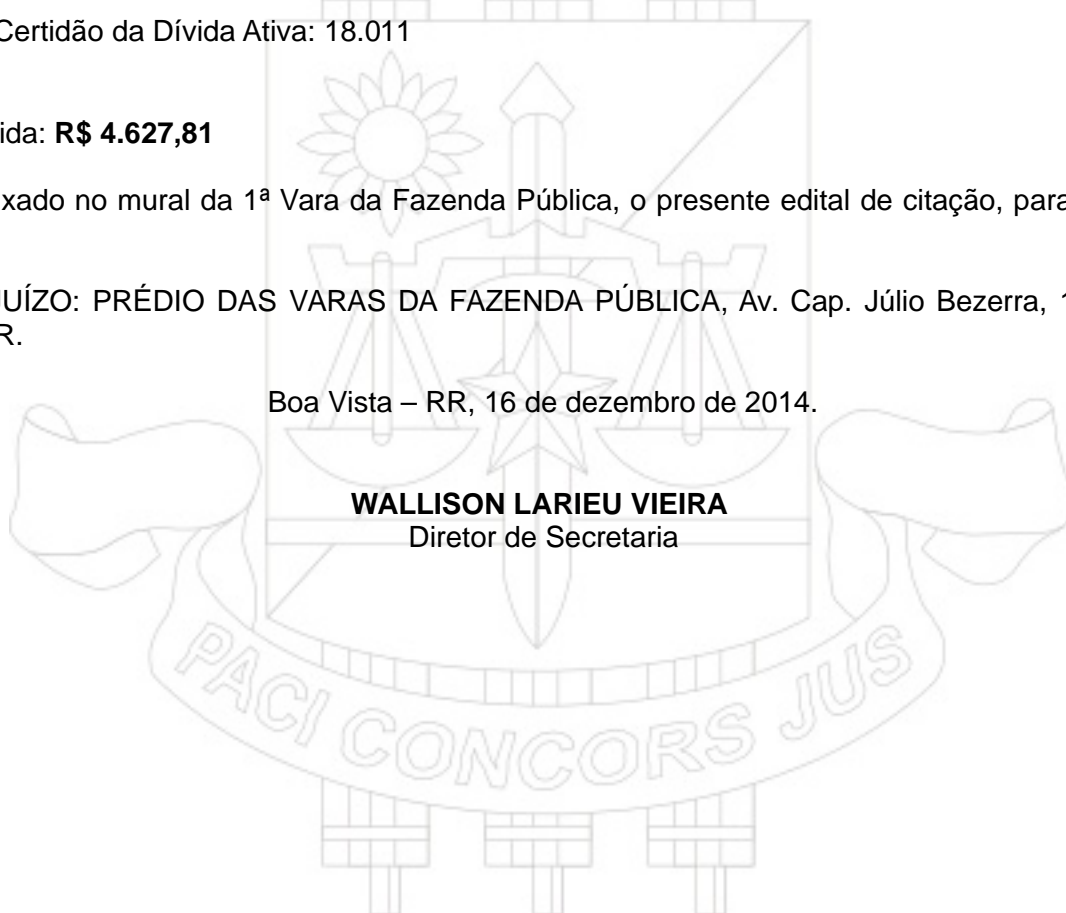 Certidão da Dívida Ativa: 18.011
ida: R$ 4.627,81
xado no mural da 1ª Vara da Fazenda Pública, o presente edital de citação, para
UÍZO: PRÉDIO DAS VARAS DA FAZENDA PÚBLICA, Av. Cap. Júlio Bezerra, 1
R.
Boa Vista – RR, 16 de dezembro de 2014.
WALLISON LARIEU VIEIRA
Diretor de Secretaria
PACI CONCORS JUS